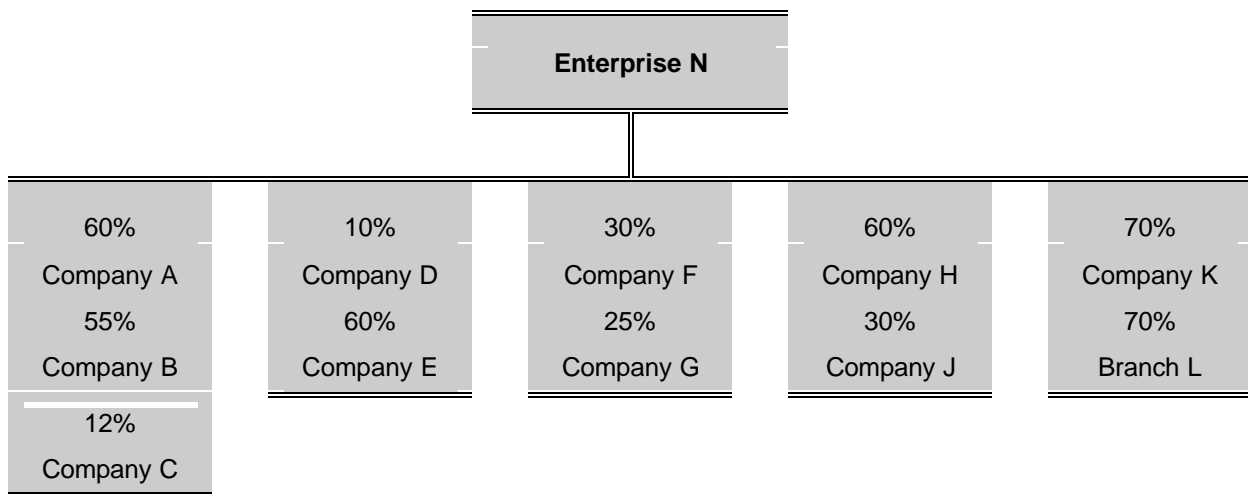 Enterprise N
60%
Company A
55%
Company B
12%
Company C
10%
Company D
60%
Company E
30%
Company F
25%
Company G
60%
Company H
30%
Company J
70%
Company K
70%
Branch L